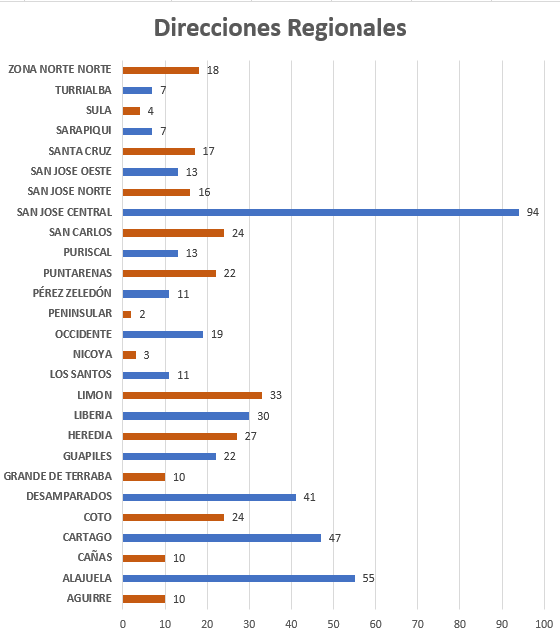 Direcciones Regionales
ZONA NORTE NORTE 18
TURRIALBA 7
SULA 4
SARAPIQUI 7
SANTA CRUZ 17
SAN JOSE OESTE 13
SAN JOSE NORTE 16
SAN JOSE CENTRAL 94
SAN CARLOS 24
PURISCAL 13
PUNTARENAS 22
PÉREZ ZELEDÓN 11
PENINSULAR 2
OCCIDENTE 19
NICOYA 3
LOS SANTOS 11
LIMON 33
LIBERIA 30
HEREDIA 27
GUAPILES 22
GRANDE DE TERRABA 10
DESAMPARADOS 41
COTO 24
CARTAGO 47
CAÑAS 10
ALAJUELA 55
AGUIRRE 10
0 10 20 30 40 50 60 70 80 90 100